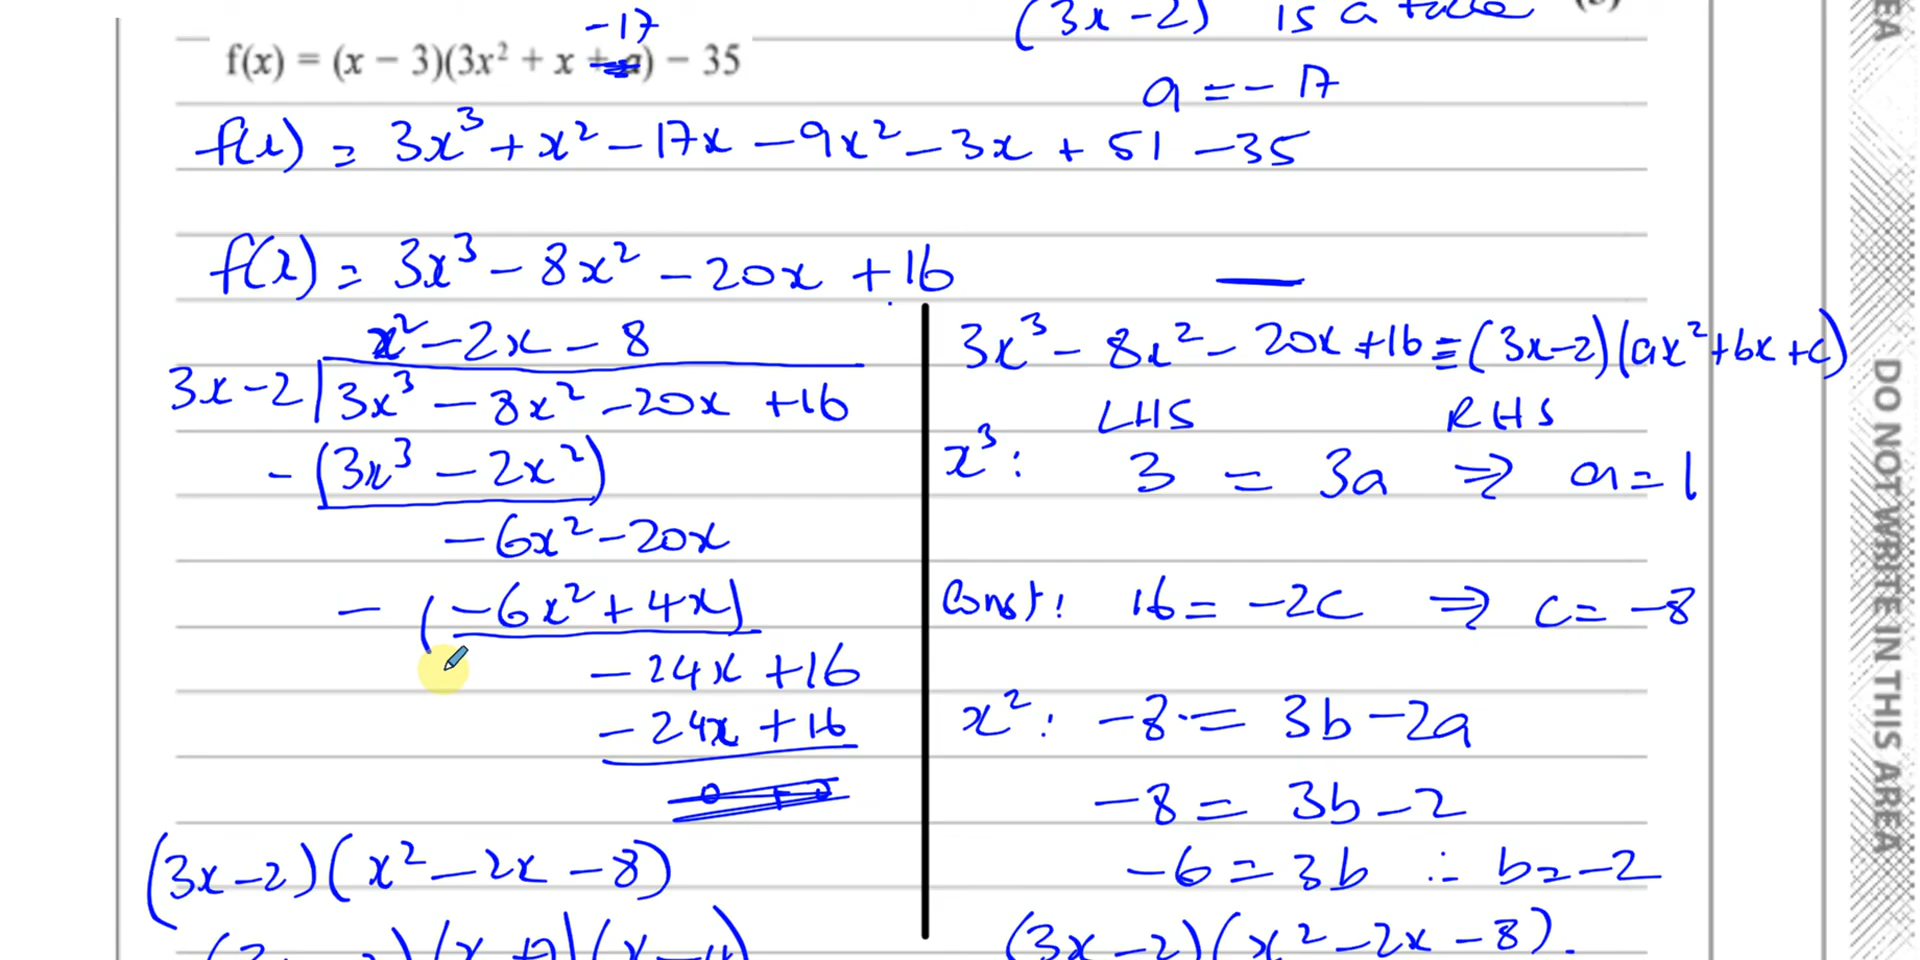 (3x-2) is a
-17
f(x) = (x − 3)(3x² + x + a) − 35
a = -17
f(x) = 3x³ + x² - 17x - 9x² - 3x + 51 - 35
f(x) = 3x³ - 8x² - 20x + 16
x² - 2x - 8
3x-2 | 3x³ - 8x² - 20x + 16
- (3x³ - 2x²)
-6x² - 20x
- (-6x² + 4x)
-24x + 16
-24x + 16
0 + 0
(3x-2)(x² - 2x - 8)
3x³ - 8x² - 20x + 16 ≡ (3x-2)(ax² + bx + c)
LHS RHS
x³: 3 = 3a ⇒ a = 1
Const: 16 = -2c ⇒ c = -8
x²: -8 = 3b - 2a
-8 = 3b - 2
-6 = 3b ∴ b = -2
(3x-2)(x² - 2x - 8).
EA
DO NOT WRITE IN THIS AREA